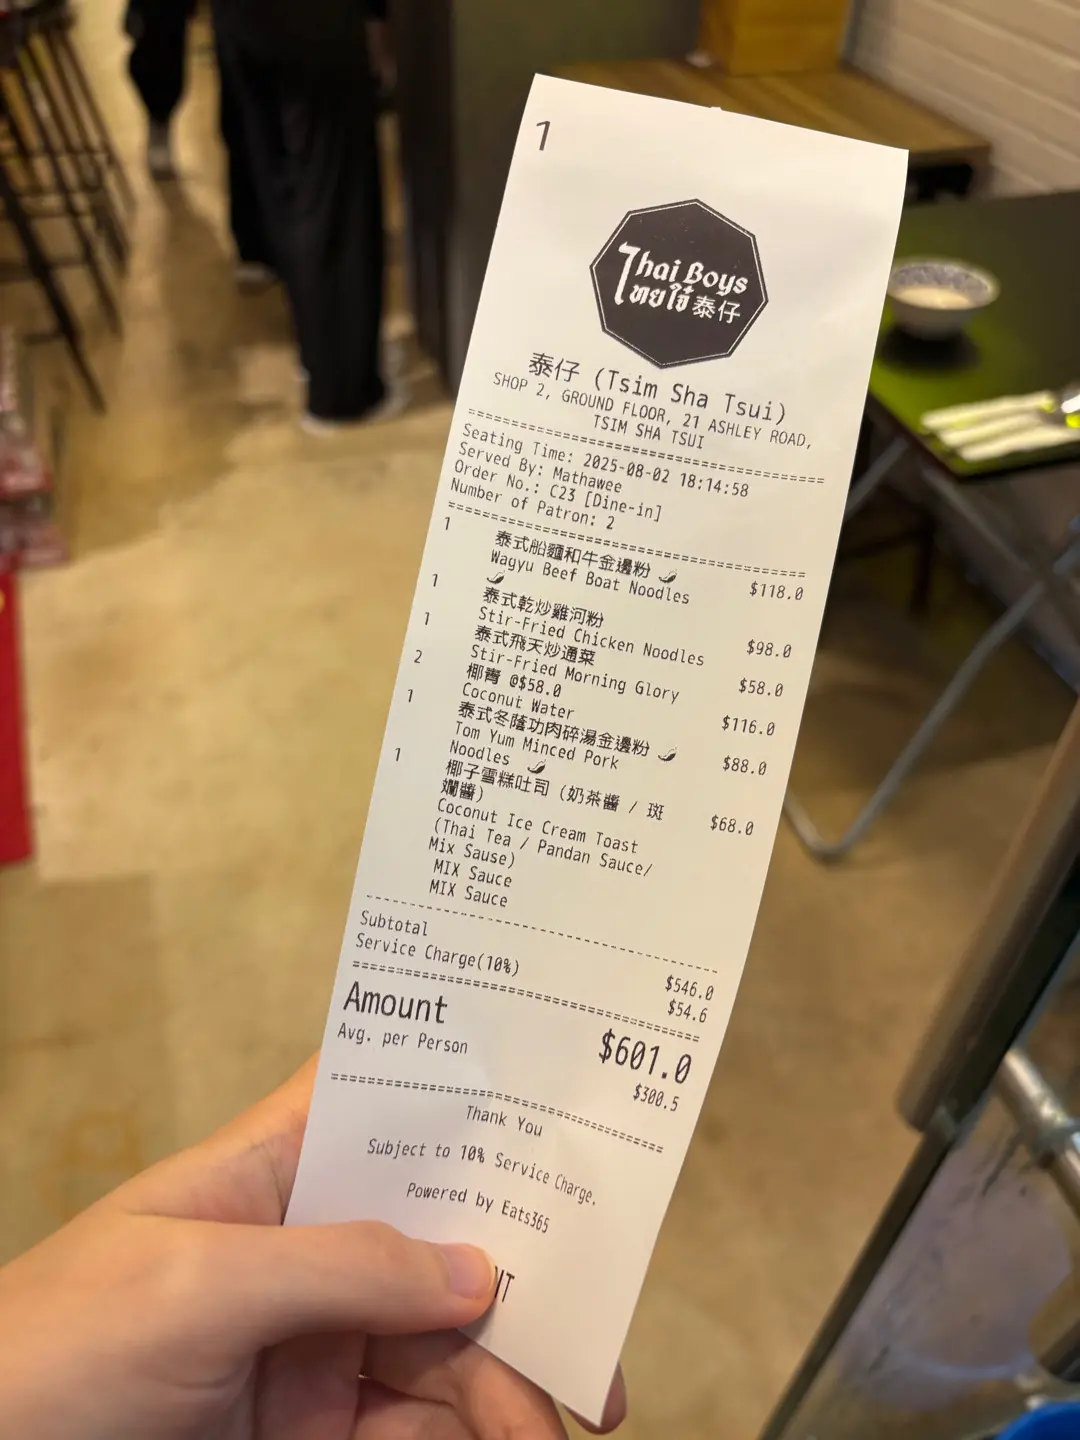 1
Thai Boys
ไทยใจ๋ 泰仔
泰仔 (Tsim Sha Tsui)
SHOP 2, GROUND FLOOR, 21 ASHLEY ROAD,
TSIM SHA TSUI
Seating Time: 2025-08-02 18:14:58
Served By: Mathawee
Order No.: C23 [Dine-in]
Number of Patron: 2
1 泰式船麵和牛金邊粉 🌶 $118.0
Wagyu Beef Boat Noodles
🌶
1 泰式乾炒雞河粉 $98.0
Stir-Fried Chicken Noodles
1 泰式飛天炒通菜 $58.0
Stir-Fried Morning Glory
2 椰青 @$58.0 $116.0
Coconut Water
1 泰式冬蔭功肉碎湯金邊粉 🌶 $88.0
Tom Yum Minced Pork
Noodles 🌶
1 椰子雪糕吐司 (奶茶醬 / 斑 $68.0
斕醬)
Coconut Ice Cream Toast
(Thai Tea / Pandan Sauce/
Mix Sause)
MIX Sauce
MIX Sauce
Subtotal $546.0
Service Charge(10%) $54.6
Amount $601.0
Avg. per Person $300.5
Thank You
Subject to 10% Service Charge.
Powered by Eats365